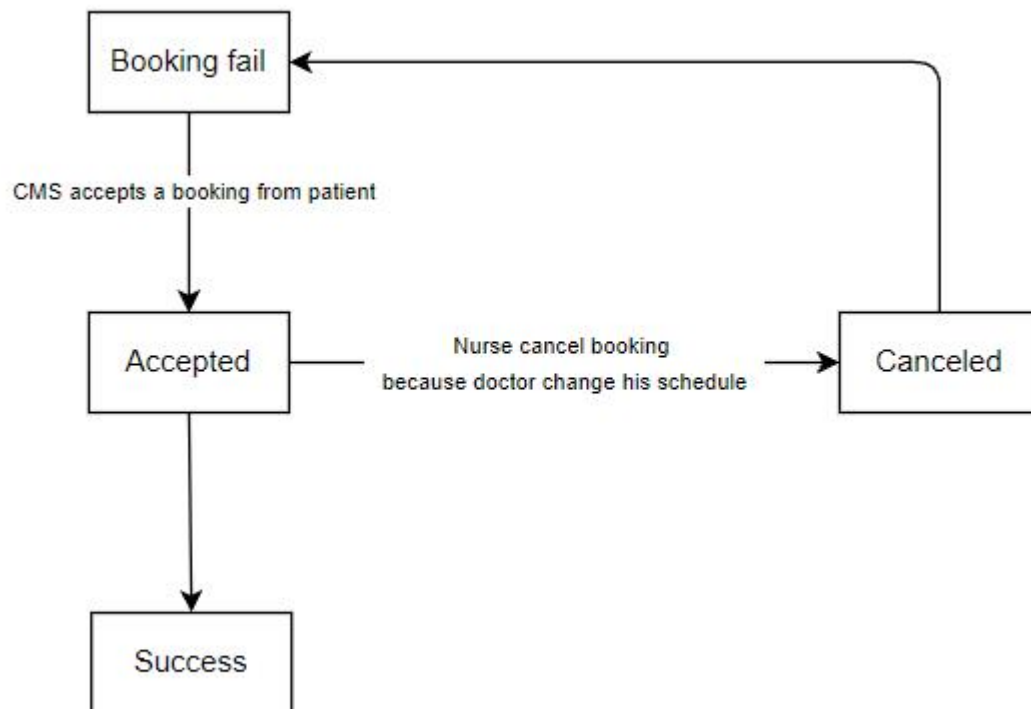 Booking fail
CMS accepts a booking from patient
Accepted
Nurse cancel booking
because doctor change his schedule
Canceled
Success